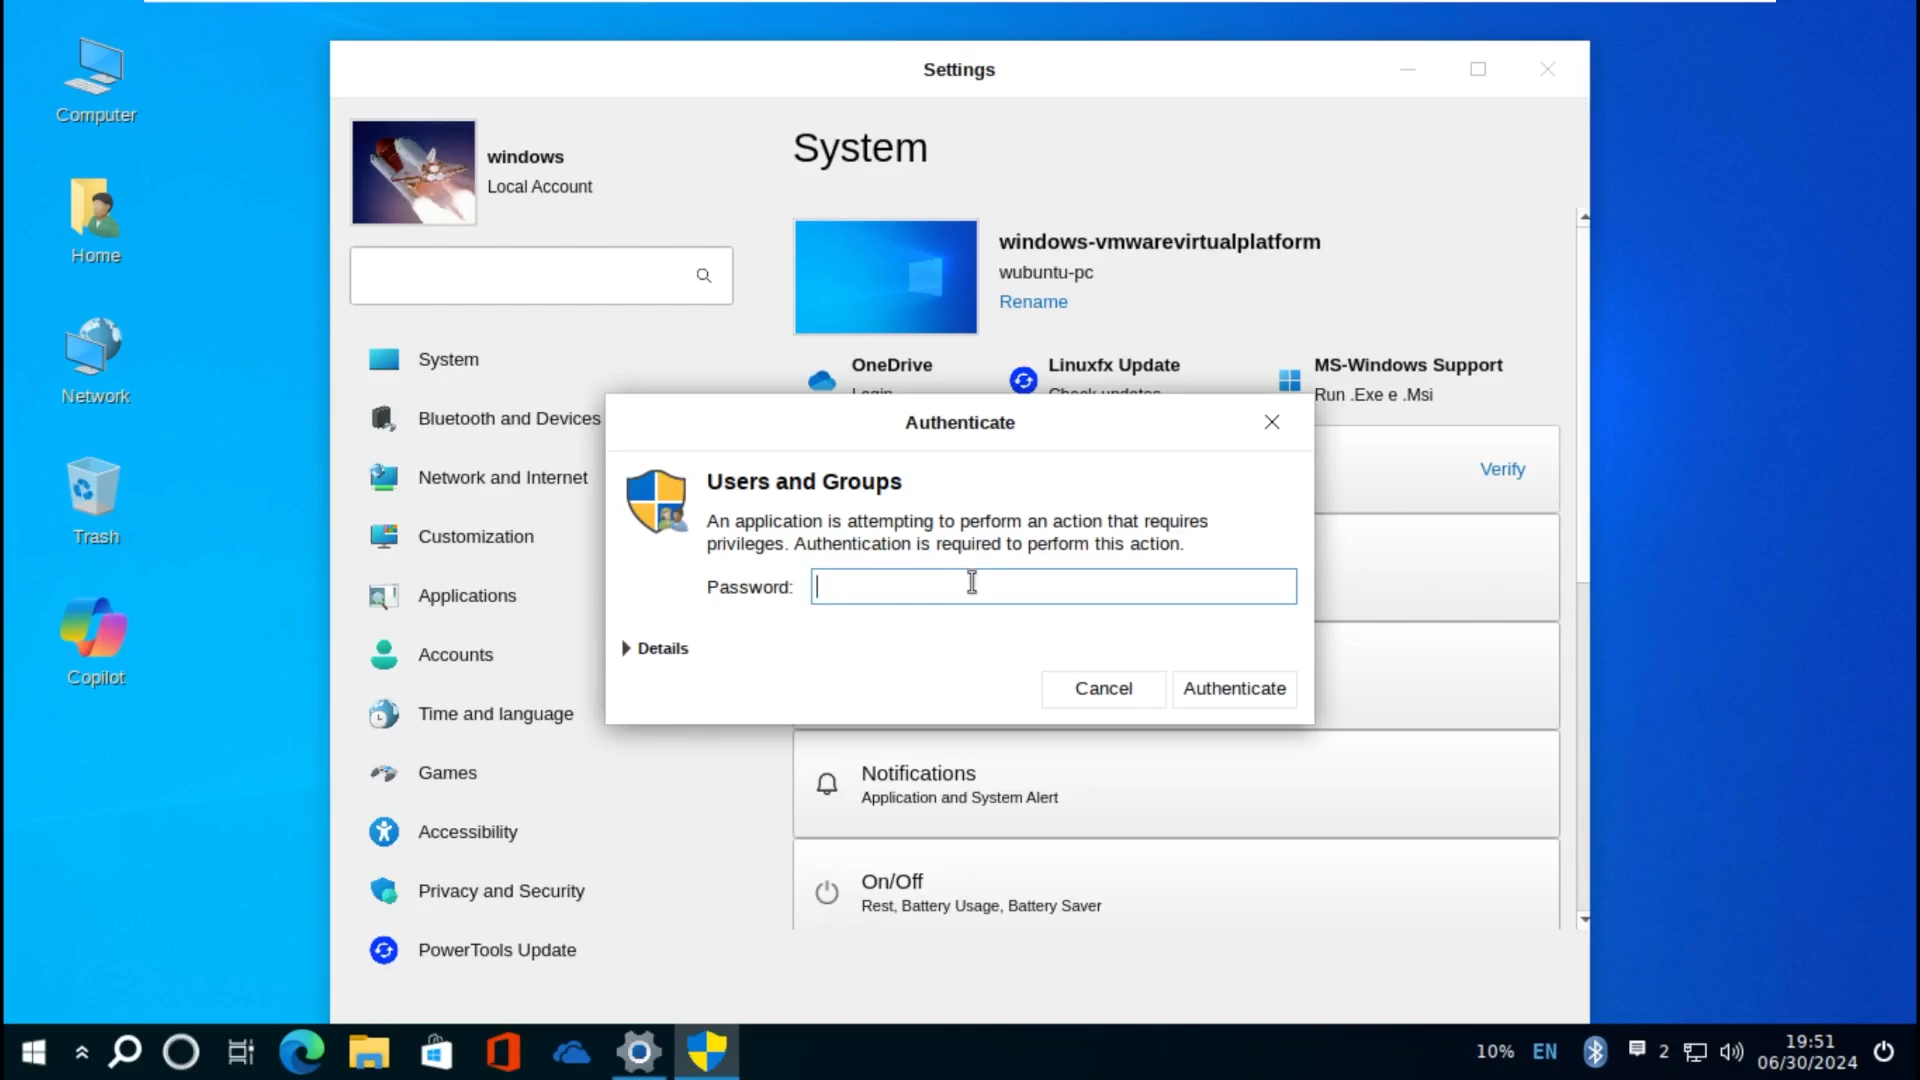 Computer
Home
Network
Trash
Copilot
Settings
windows
Local Account
System
Bluetooth and Devices
Network and Internet
Customization
Applications
Accounts
Time and language
Games
Accessibility
Privacy and Security
PowerTools Update
System
windows-vmwarevirtualplatform
wubuntu-pc
Rename
OneDrive
Login
Linuxfx Update
Check updates
MS-Windows Support
Run .Exe e .Msi
Verify
Authenticate
Users and Groups
An application is attempting to perform an action that requires
privileges. Authentication is required to perform this action.
Password:
Details
Cancel
Authenticate
Notifications
Application and System Alert
On/Off
Rest, Battery Usage, Battery Saver
10%
EN
2
19:51
06/30/2024